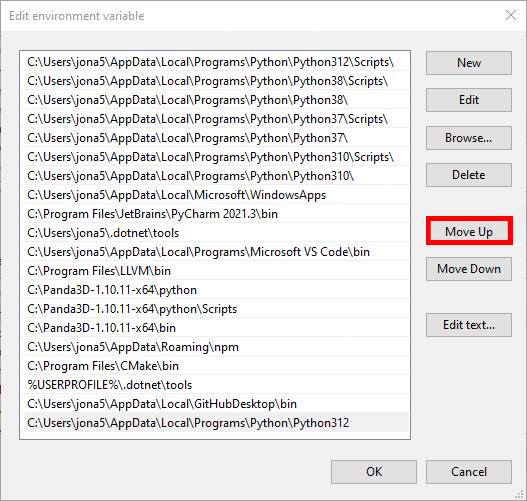 Edit environment variable
C:\Users\jona5\AppData\Local\Programs\Python\Python312\Scripts\
C:\Users\jona5\AppData\Local\Programs\Python\Python38\Scripts\
C:\Users\jona5\AppData\Local\Programs\Python\Python38\
C:\Users\jona5\AppData\Local\Programs\Python\Python37\Scripts\
C:\Users\jona5\AppData\Local\Programs\Python\Python37\
C:\Users\jona5\AppData\Local\Programs\Python\Python310\Scripts\
C:\Users\jona5\AppData\Local\Programs\Python\Python310\
C:\Users\jona5\AppData\Local\Microsoft\WindowsApps
C:\Program Files\JetBrains\PyCharm 2021.3\bin
C:\Users\jona5\.dotnet\tools
C:\Users\jona5\AppData\Local\Programs\Microsoft VS Code\bin
C:\Program Files\LLVM\bin
C:\Panda3D-1.10.11-x64\python
C:\Panda3D-1.10.11-x64\python\Scripts
C:\Panda3D-1.10.11-x64\bin
C:\Users\jona5\AppData\Roaming\npm
C:\Program Files\CMake\bin
%USERPROFILE%\.dotnet\tools
C:\Users\jona5\AppData\Local\GitHubDesktop\bin
C:\Users\jona5\AppData\Local\Programs\Python\Python312
New
Edit
Browse...
Delete
Move Up
Move Down
Edit text...
OK
Cancel